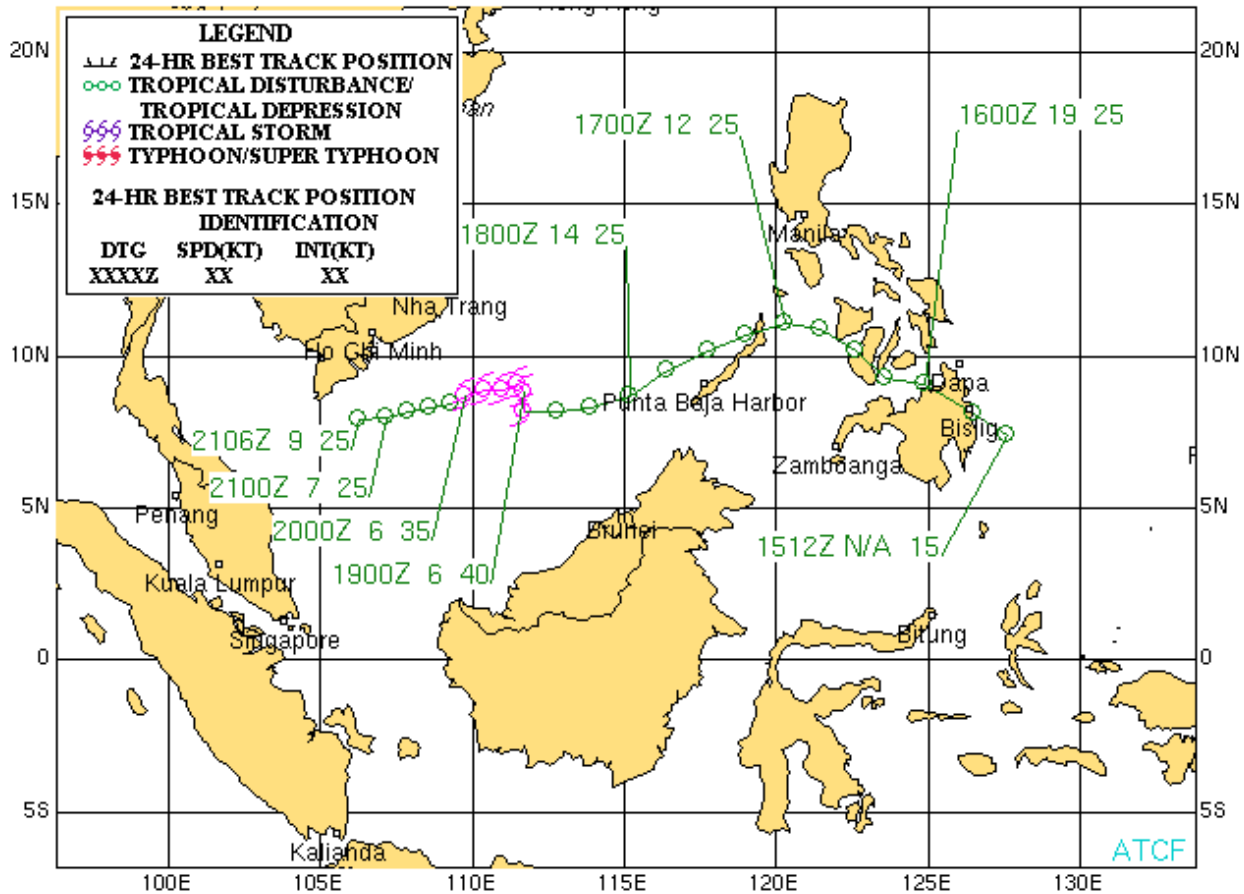 20N
20N
LEGEND
24-HR BEST TRACK POSITION
TROPICAL DISTURBANCE/
TROPICAL DEPRESSION
TROPICAL STORM
TYPHOON/SUPER TYPHOON
24-HR BEST TRACK POSITION
IDENTIFICATION
DTG SPD(KT) INT(KT)
XXXXZ XX XX
1700Z 12 25
1600Z 19 25
15N
15N
1800Z 14 25
Manila
Nha Trang
Ho Chi Minh
10N
10N
Dapa
Punta Baja Harbor
Bislig
2106Z 9 25
Zamboanga
2100Z 7 25
5N
5N
Penang
2000Z 6 35
Brunei
1512Z N/A 15
1900Z 6 40
Kuala Lumpur
Singapore
Bitung
0
0
5S
5S
Kalianda
ATCF
100E 105E 110E 115E 120E 125E 130E